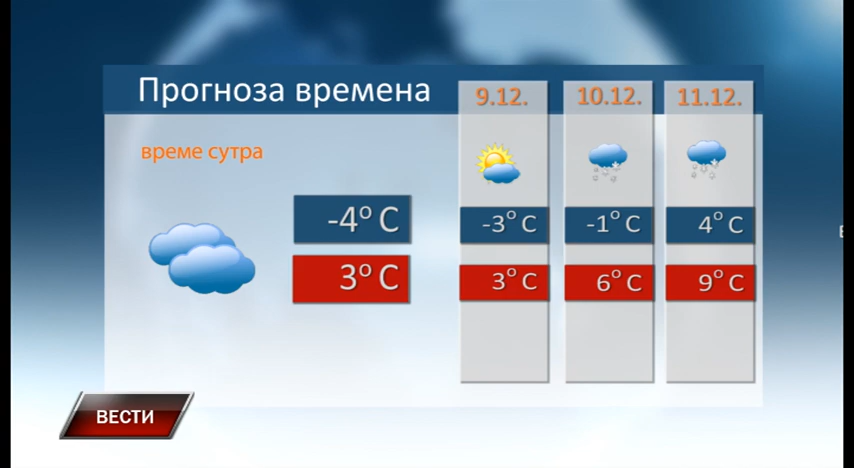 Прогноза времена
време сутра
-4° C
3° C
9.12.
-3° C
3° C
10.12.
-1° C
6° C
11.12.
4° C
9° C
ВЕСТИ